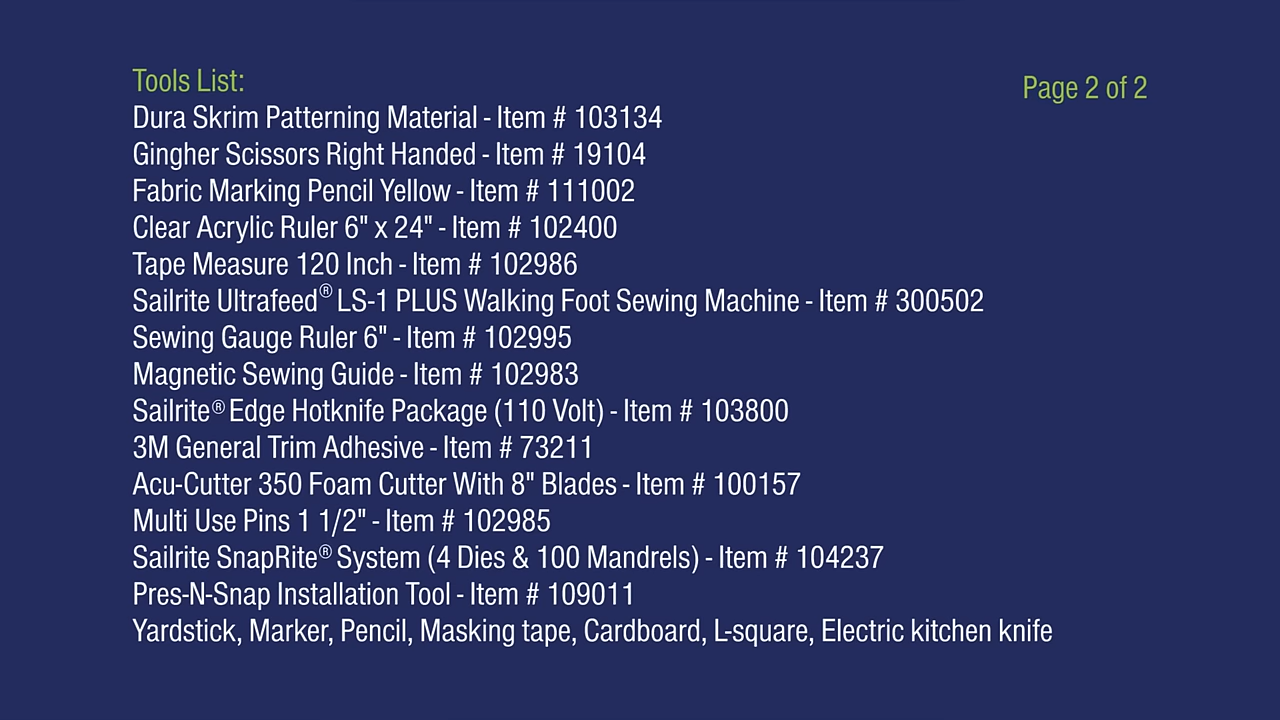 Tools List:
Page 2 of 2
Dura Skrim Patterning Material - Item # 103134
Gingher Scissors Right Handed - Item # 19104
Fabric Marking Pencil Yellow - Item # 111002
Clear Acrylic Ruler 6" x 24" - Item # 102400
Tape Measure 120 Inch - Item # 102986
Sailrite Ultrafeed® LS-1 PLUS Walking Foot Sewing Machine - Item # 300502
Sewing Gauge Ruler 6" - Item # 102995
Magnetic Sewing Guide - Item # 102983
Sailrite® Edge Hotknife Package (110 Volt) - Item # 103800
3M General Trim Adhesive - Item # 73211
Acu-Cutter 350 Foam Cutter With 8" Blades - Item # 100157
Multi Use Pins 1 1/2" - Item # 102985
Sailrite SnapRite® System (4 Dies & 100 Mandrels) - Item # 104237
Pres-N-Snap Installation Tool - Item # 109011
Yardstick, Marker, Pencil, Masking tape, Cardboard, L-square, Electric kitchen knife